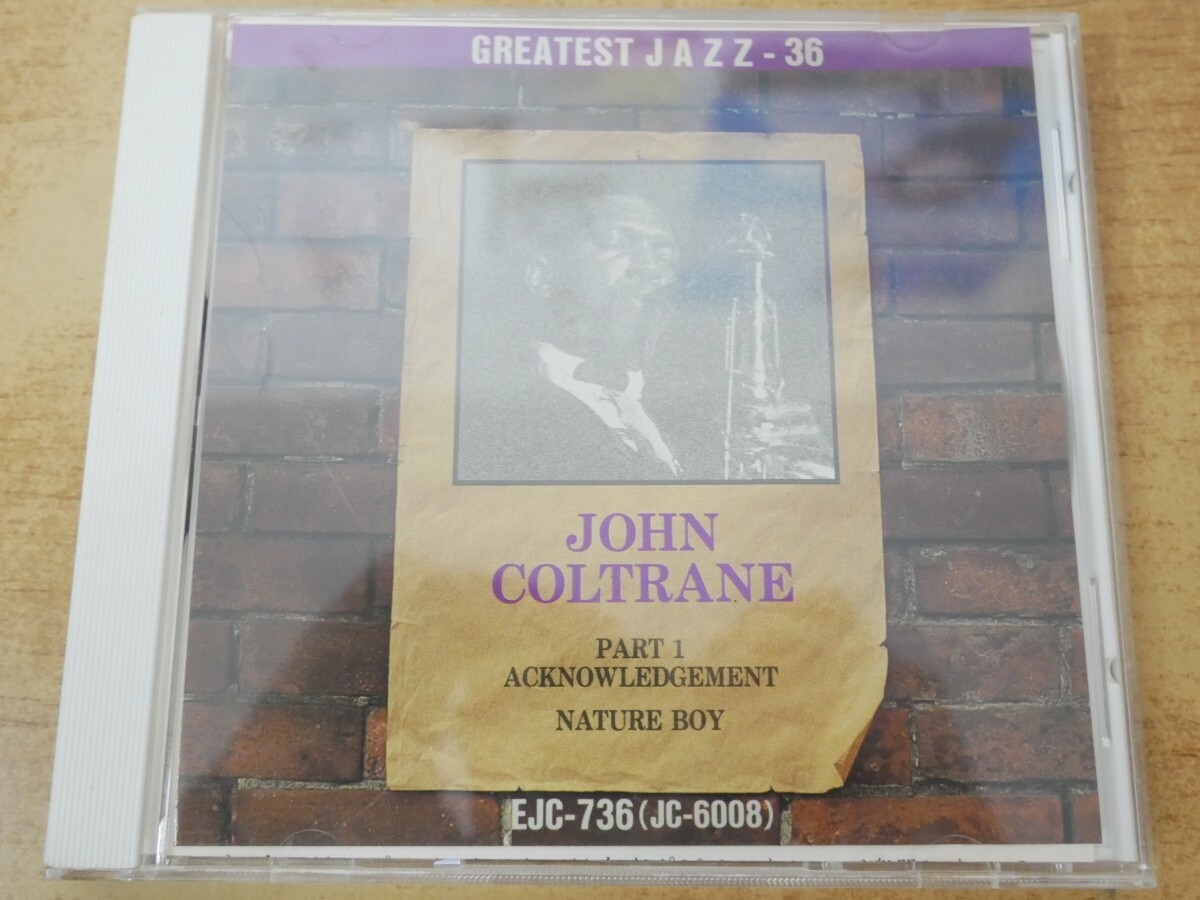 GREATEST JAZZ - 36
JOHN
COLTRANE
PART 1
ACKNOWLEDGEMENT
NATURE BOY
EJC-736 (JC-6008)